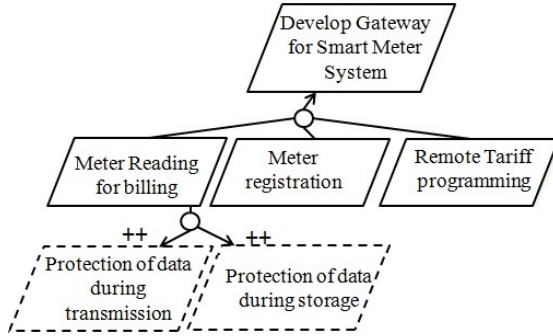 Develop Gateway
for Smart Meter
System
Meter Reading
for billing
Meter
registration
Remote Tariff
programming
++
++
Protection of data
during
transmission
Protection of data
during storage